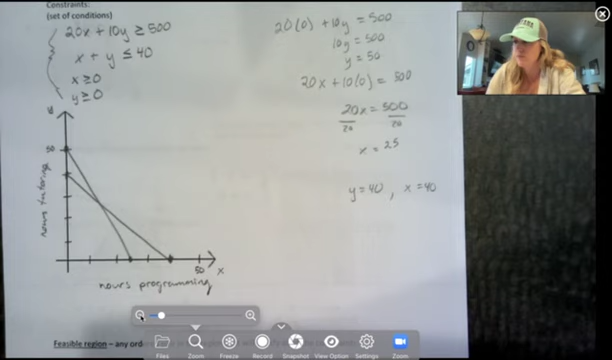 Constraints:
(set of conditions)
20x + 10y ≥ 500
x + y ≤ 40
x ≥ 0
y ≥ 0
20(0) + 10y = 500
10y = 500
y = 50
20x + 10(0) = 500
20x = 500
20 20
x = 25
y = 40 , x = 40
50
hours tutoring
50 x
hours programming
Feasible region – any
Files Zoom Freeze Record Snapshot View Option Settings Zoom